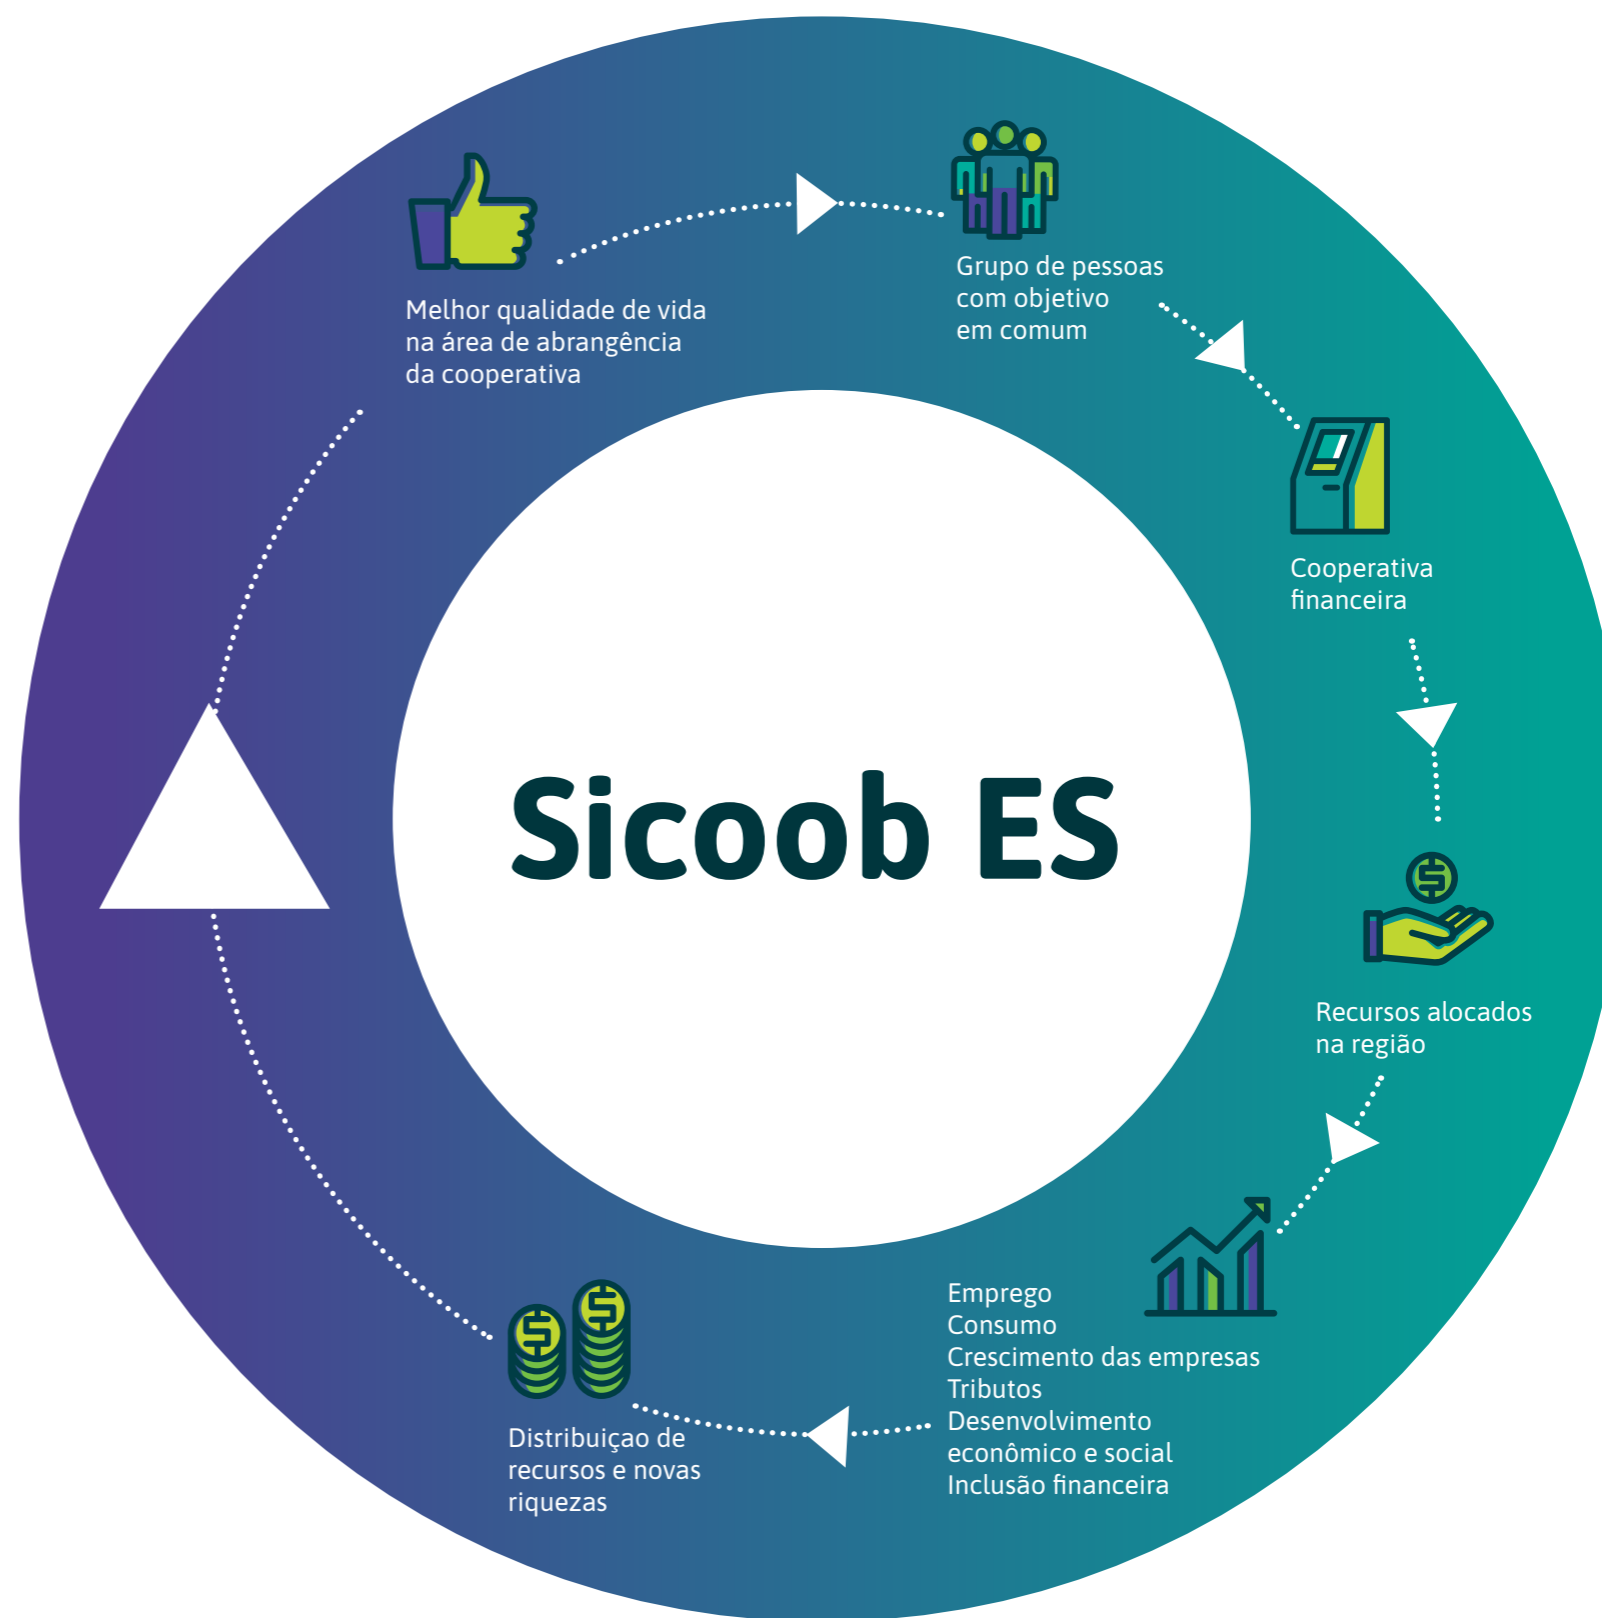 Melhor qualidade de vida
na área de abrangência
da cooperativa
Grupo de pessoas
com objetivo
em comum
Cooperativa
financeira
Recursos alocados
na região
Emprego
Consumo
Crescimento das empresas
Tributos
Desenvolvimento
econômico e social
Inclusão financeira
Distribuiçao de
recursos e novas
riquezas
Sicoob ES